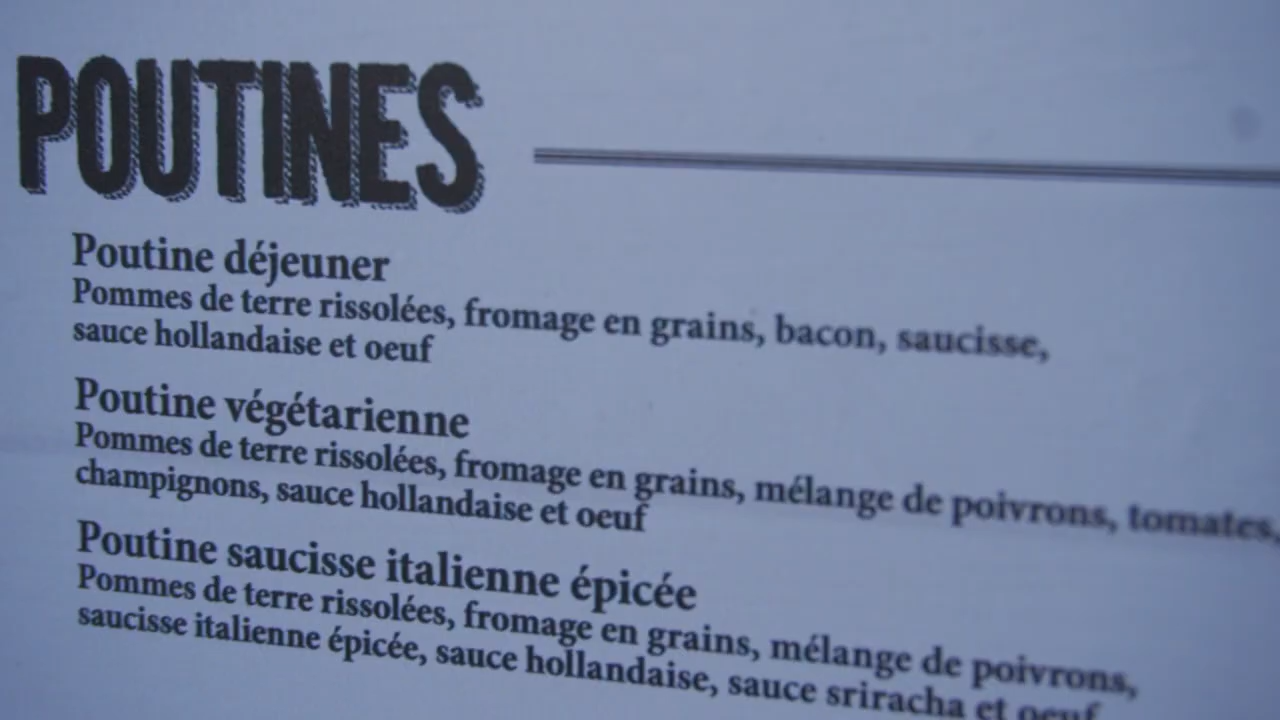 POUTINES
Poutine déjeuner
Pommes de terre rissolées, fromage en grains, bacon, saucisse,
sauce hollandaise et oeuf
Poutine végétarienne
Pommes de terre rissolées, fromage en grains, mélange de poivrons, tomates,
champignons, sauce hollandaise et oeuf
Poutine saucisse italienne épicée
Pommes de terre rissolées, fromage en grains, mélange de poivrons,
saucisse italienne épicée, sauce hollandaise, sauce sriracha et oeuf